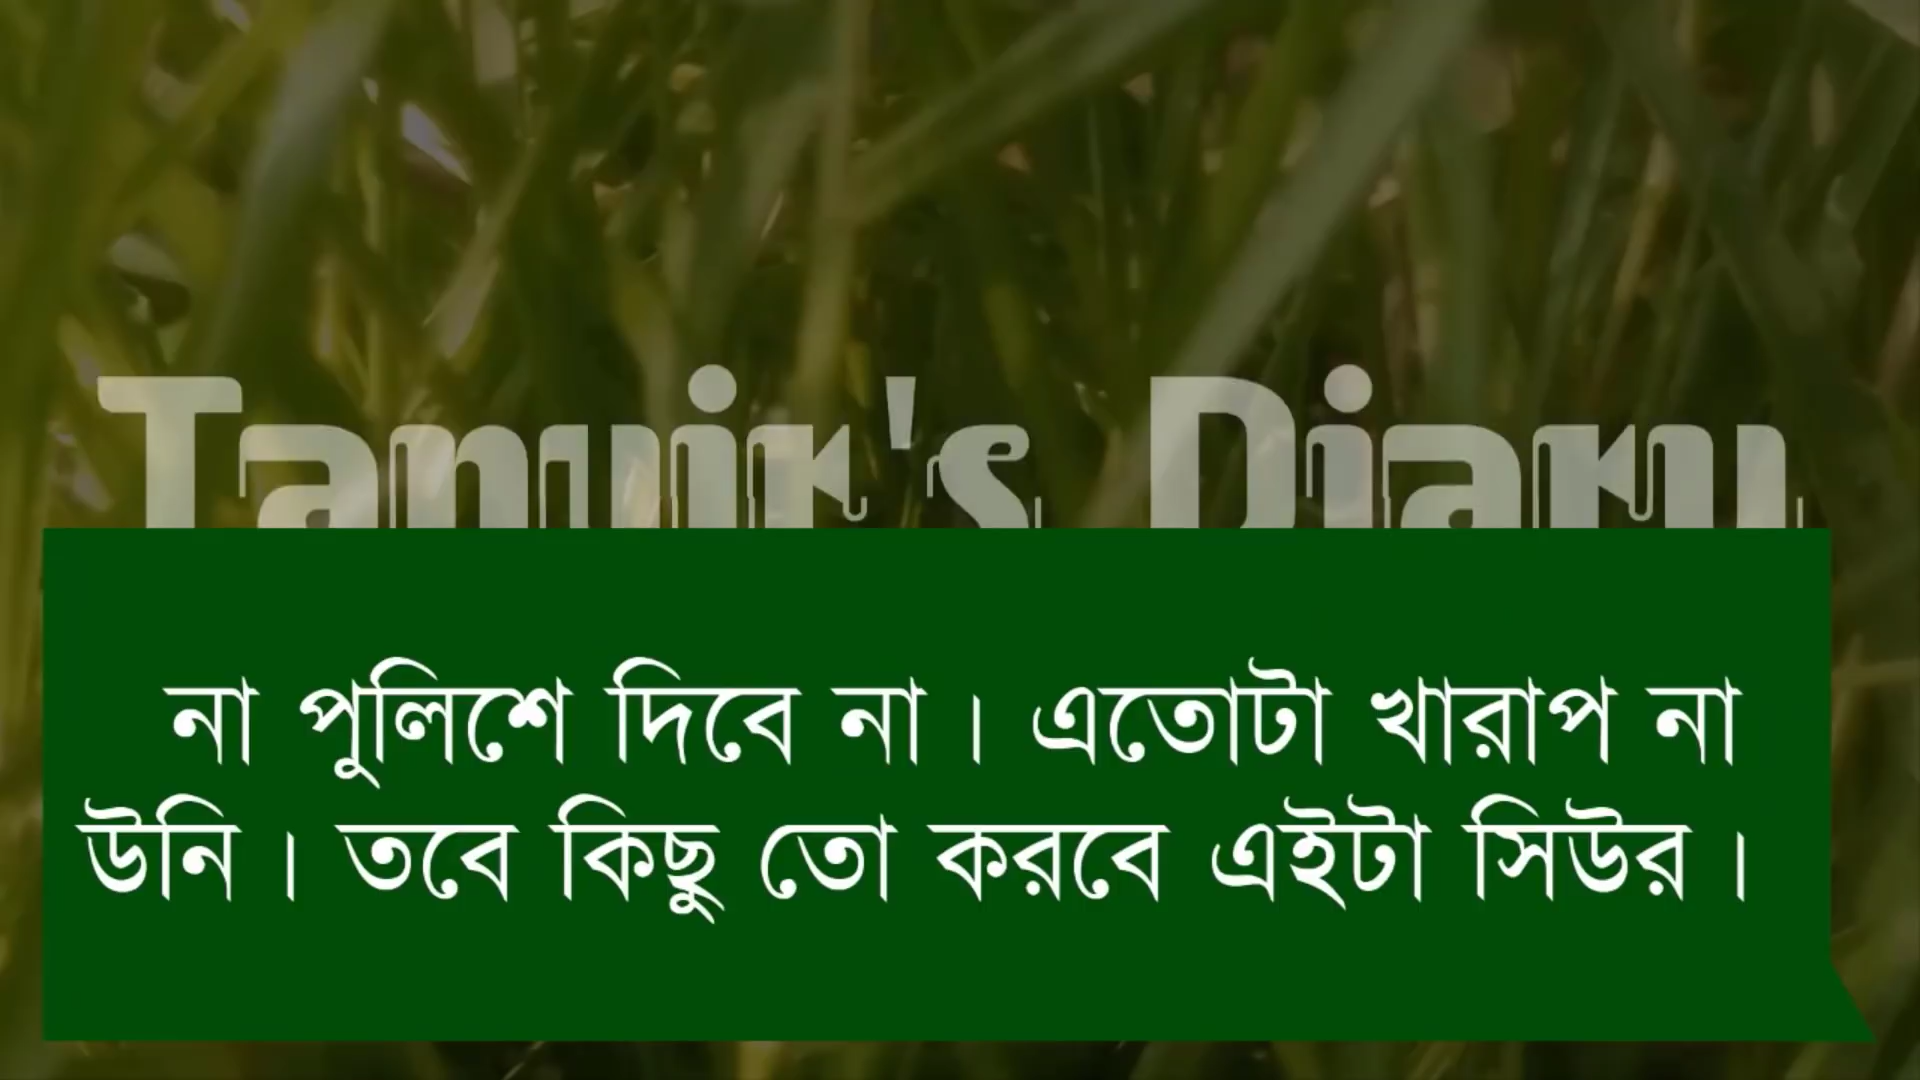 Tanvir's Diary
না পুলিশে দিবে না। এতোটা খারাপ না
উনি। তবে কিছু তো করবে এইটা সিউর।